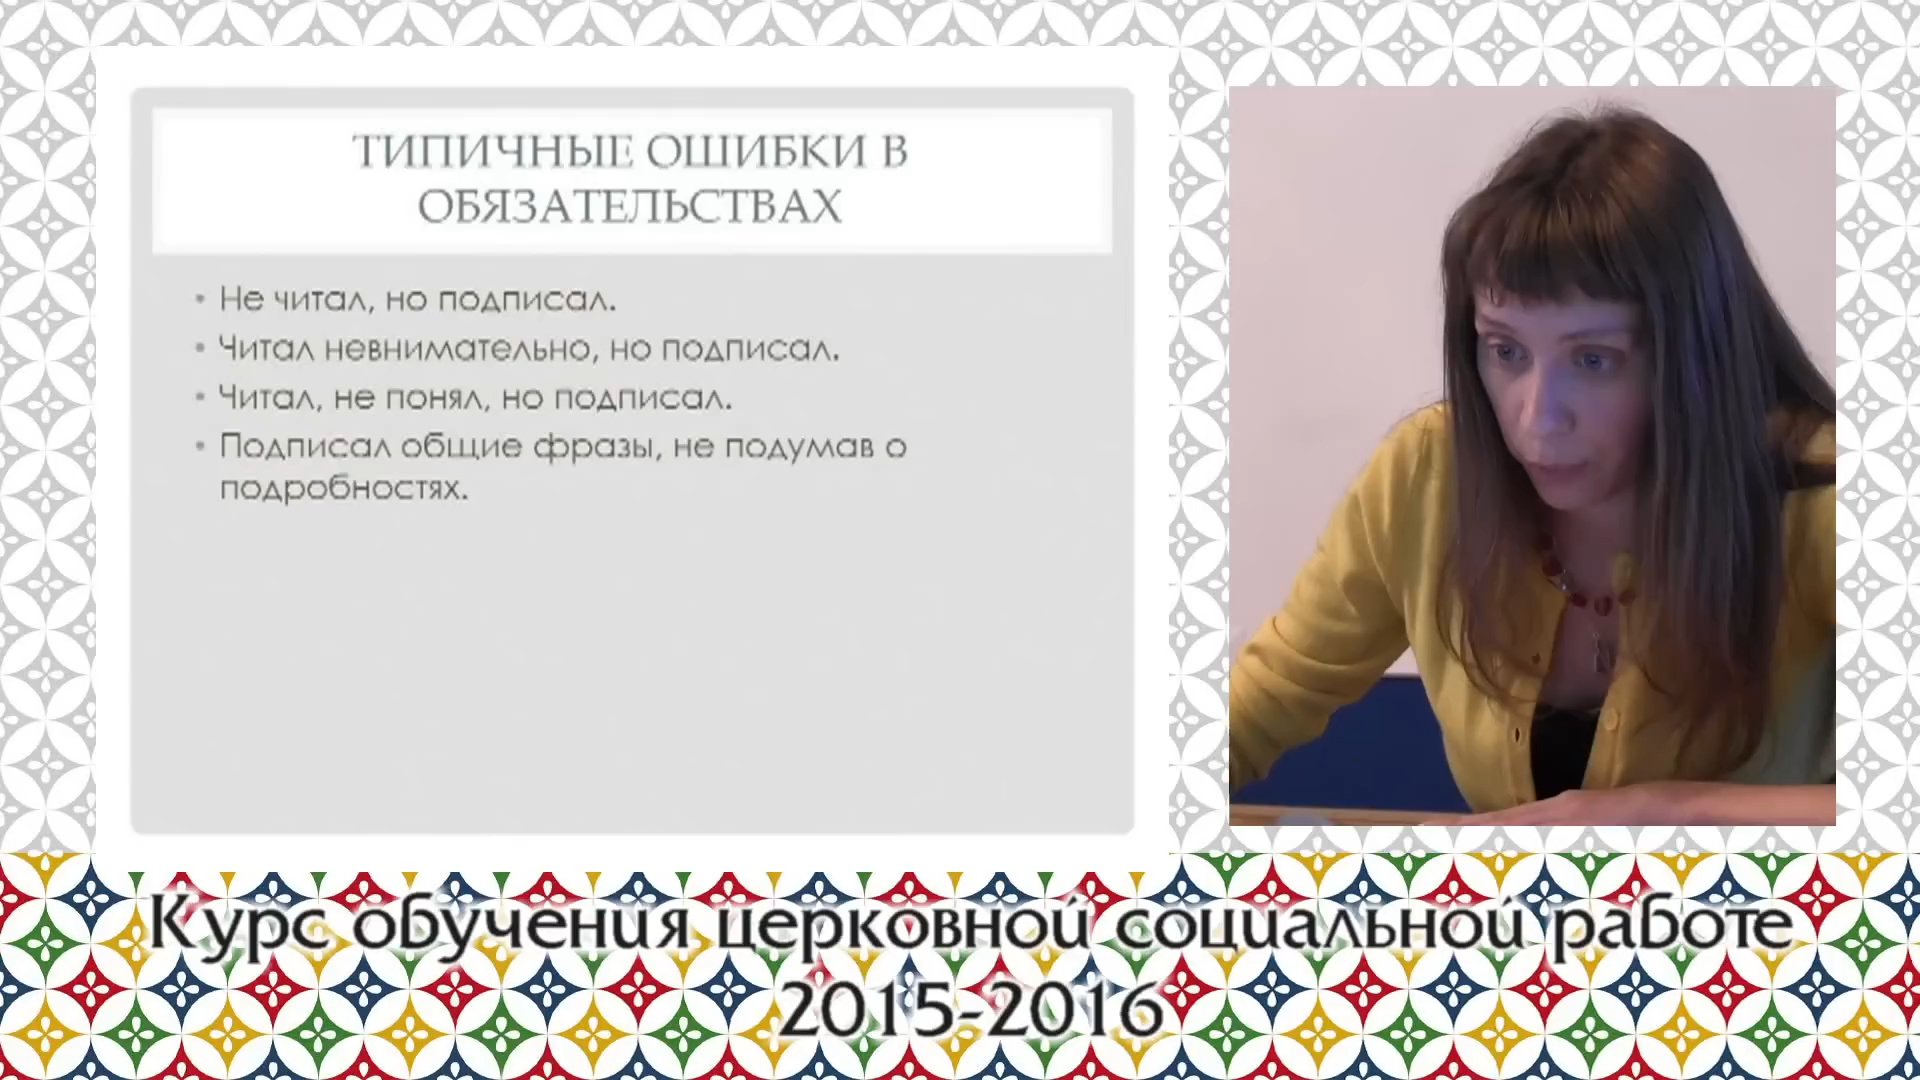 ТИПИЧНЫЕ ОШИБКИ В
ОБЯЗАТЕЛЬСТВАХ
• Не читал, но подписал.
• Читал невнимательно, но подписал.
• Читал, не понял, но подписал.
• Подписал общие фразы, не подумав о
подробностях.
Курс обучения церковной социальной работе
2015-2016